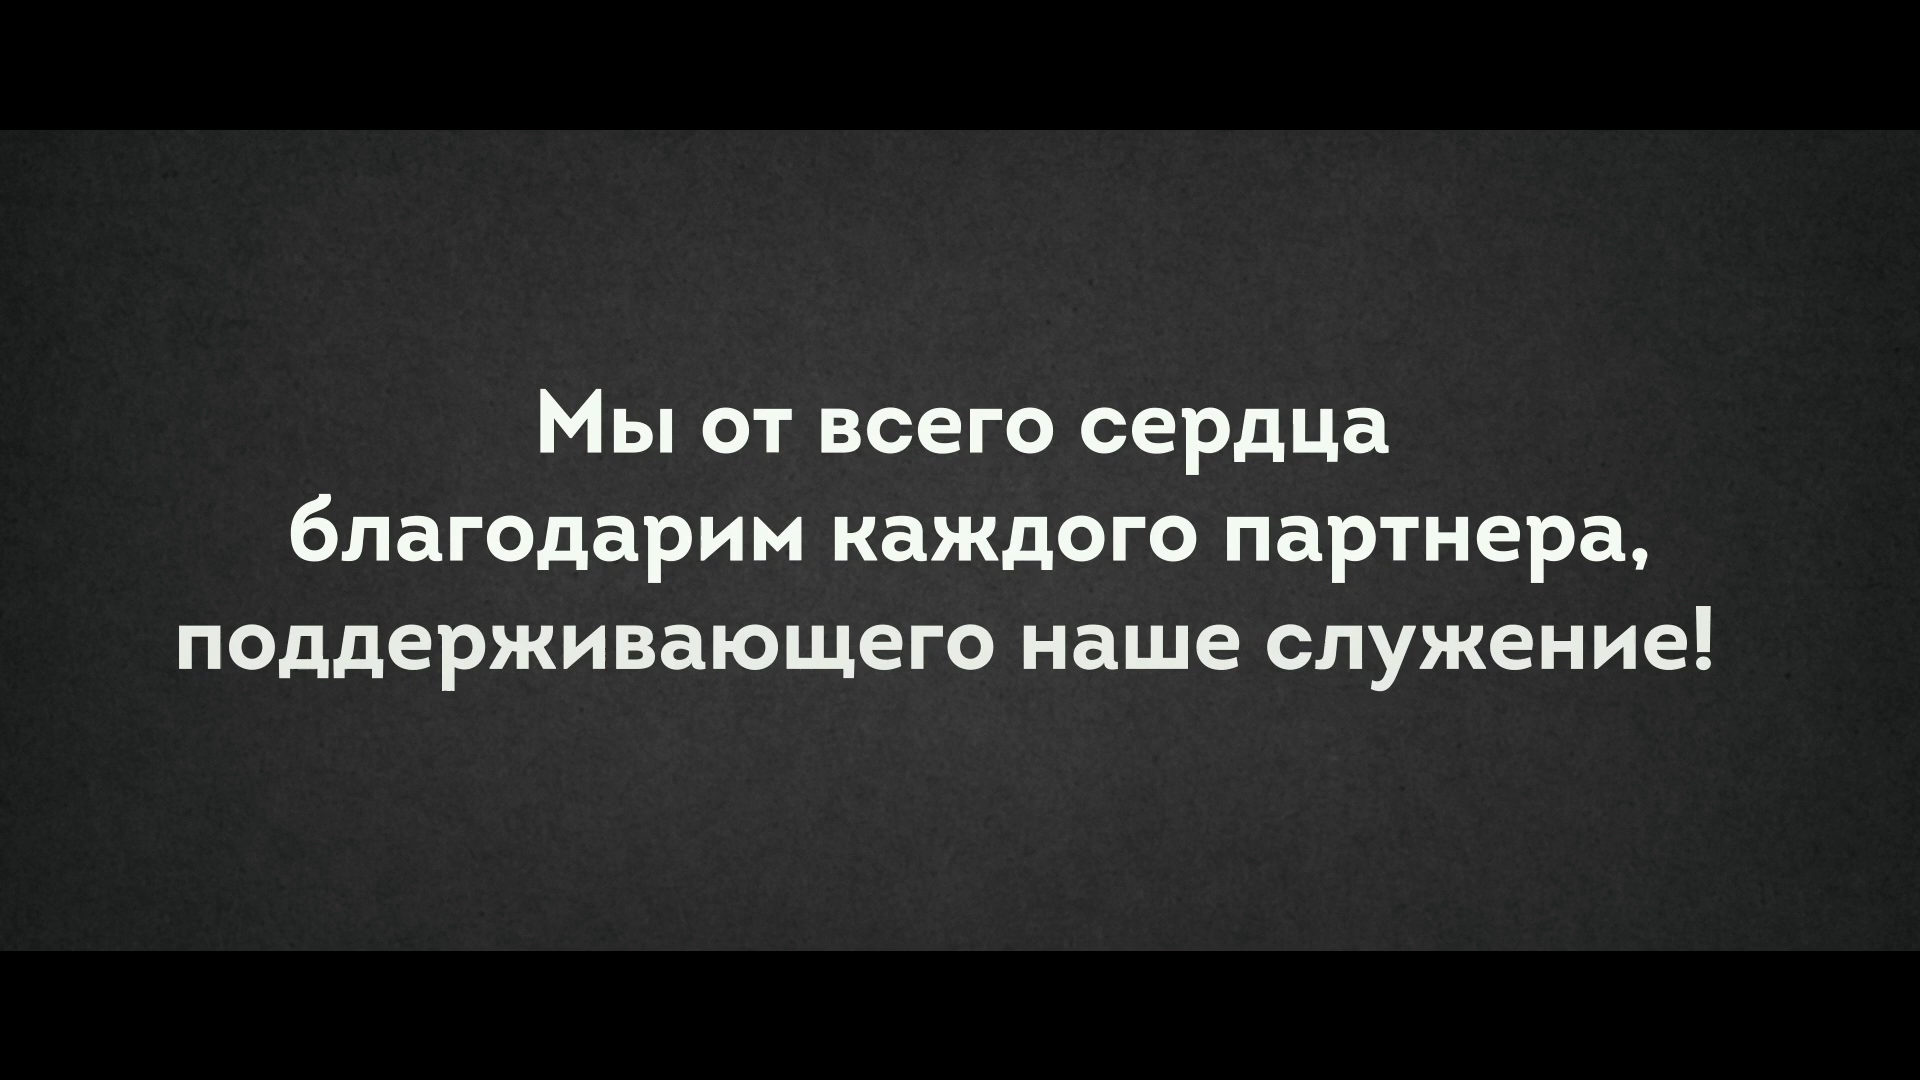 Мы от всего сердца
благодарим каждого партнера,
поддерживающего наше служение!